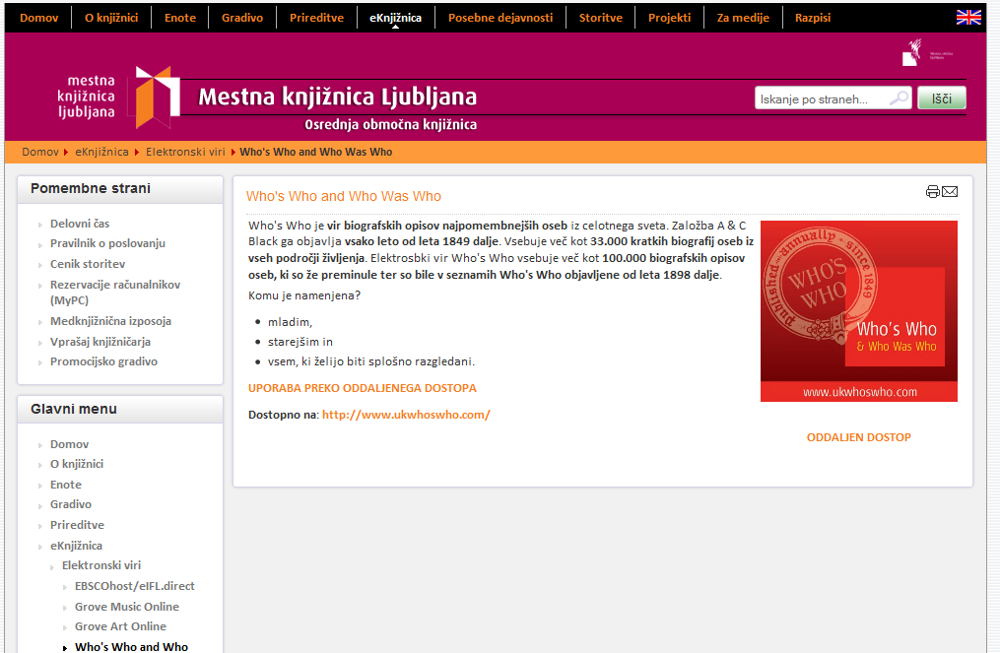 Domov O knjižnici Enote Gradivo Prireditve eKnjižnica Posebne dejavnosti Storitve Projekti Za medije Razpisi
mestna
knjižnica
ljubljana
Mestna knjižnica Ljubljana
Osrednja območna knjižnica
Iskanje po straneh... Išči
Domov eKnjižnica Elektronski viri Who's Who and Who Was Who
Pomembne strani
Delovni čas
Pravilnik o poslovanju
Cenik storitev
Rezervacije računalnikov
(MyPC)
Medknjižnična izposoja
Vprašaj knjižničarja
Promocijsko gradivo
Glavni menu
Domov
O knjižnici
Enote
Gradivo
Prireditve
eKnjižnica
Elektronski viri
EBSCOhost/eIFL.direct
Grove Music Online
Grove Art Online
Who's Who and Who
Who's Who and Who Was Who
Who's Who je vir biografskih opisov najpomembnejših oseb iz celotnega sveta. Založba A & C
Black ga objavlja vsako leto od leta 1849 dalje. Vsebuje več kot 33.000 kratkih biografij oseb iz
vseh področji življenja. Elektrosbki vir Who's Who vsebuje več kot 100.000 biografskih opisov
oseb, ki so že preminule ter so bile v seznamih Who's Who objavljene od leta 1898 dalje.
Komu je namenjena?
mladim,
starejšim in
vsem, ki želijo biti splošno razgledani.
UPORABA PREKO ODDALJENEGA DOSTOPA
Dostopno na: http://www.ukwhoswho.com/
published annually since 1849
WHO'S
WHO
Who's Who
& Who Was Who
www.ukwhoswho.com
ODDALJEN DOSTOP